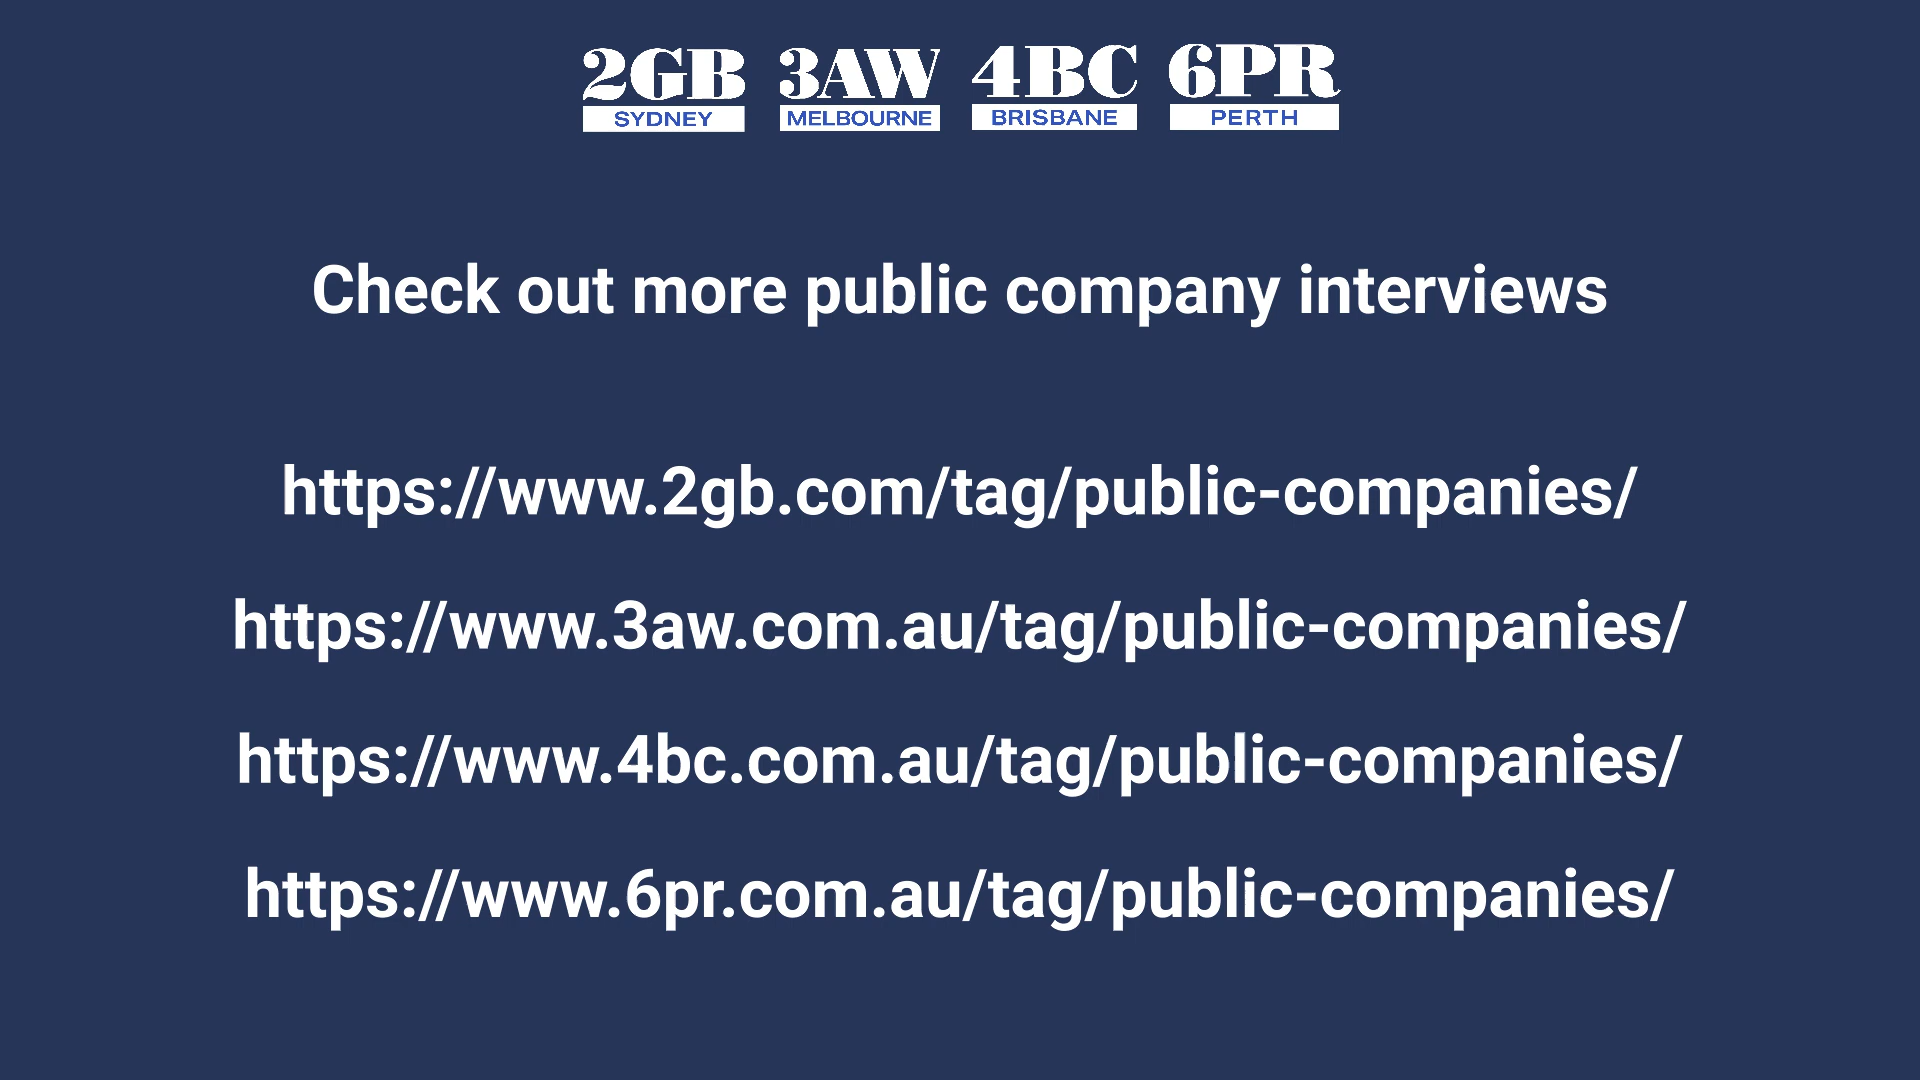 2GB 3AW 4BC 6PR
SYDNEY MELBOURNE BRISBANE PERTH
Check out more public company interviews
https://www.2gb.com/tag/public-companies/
https://www.3aw.com.au/tag/public-companies/
https://www.4bc.com.au/tag/public-companies/
https://www.6pr.com.au/tag/public-companies/